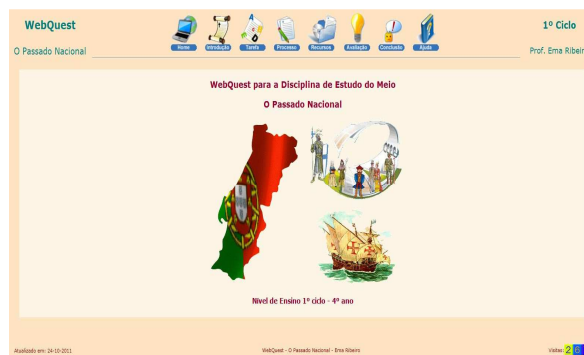 WebQuest
1º Ciclo
O Passado Nacional
Home
Introdução
Tarefa
Processo
Recursos
Avaliação
Conclusão
Ajuda
Prof. Ema Ribeir
WebQuest para a Disciplina de Estudo do Meio
O Passado Nacional
Nível de Ensino 1º ciclo - 4º ano
Atualizado em: 24-10-2011
WebQuest - O Passado Nacional - Ema Ribeiro
Visitas: 2 6